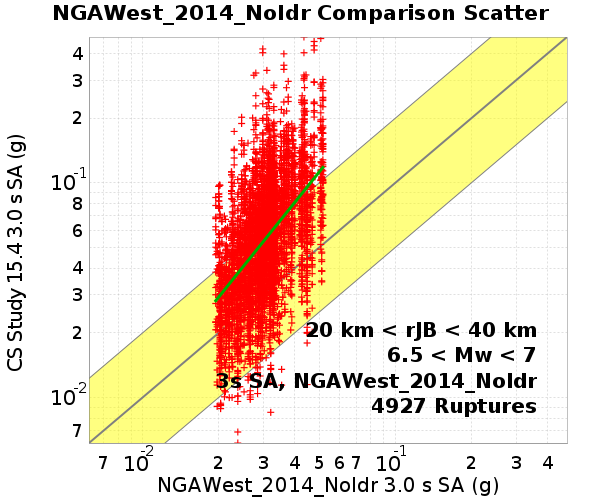 NGAWest_2014_NoIdr Comparison Scatter
CS Study 15.4 3.0 s SA (g)
4
3
2
10^-1
8
6
4
3
2
10^-2
7
20 km < rJB < 40 km
6.5 < Mw < 7
3s SA, NGAWest_2014_NoIdr
4927 Ruptures
7 10^-2 2 3 4 5 6 7 10^-1 2 3 4
NGAWest_2014_NoIdr 3.0 s SA (g)